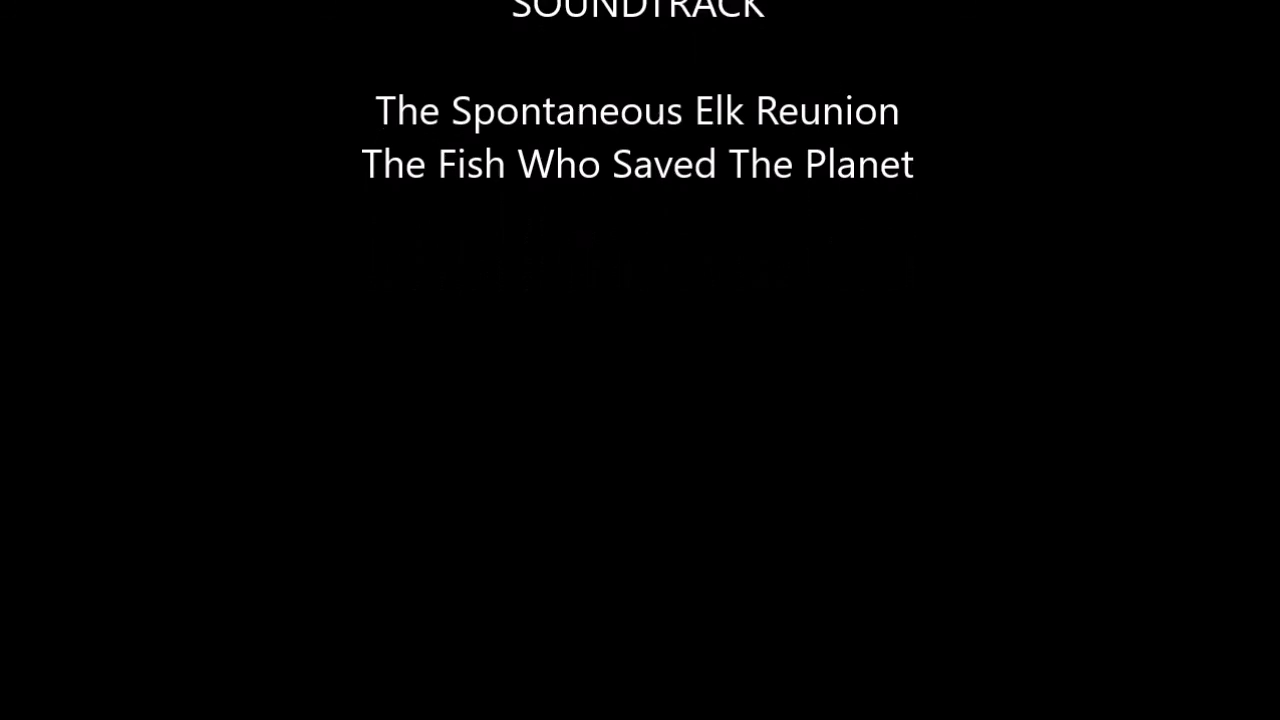 SOUNDTRACK
The Spontaneous Elk Reunion
The Fish Who Saved The Planet